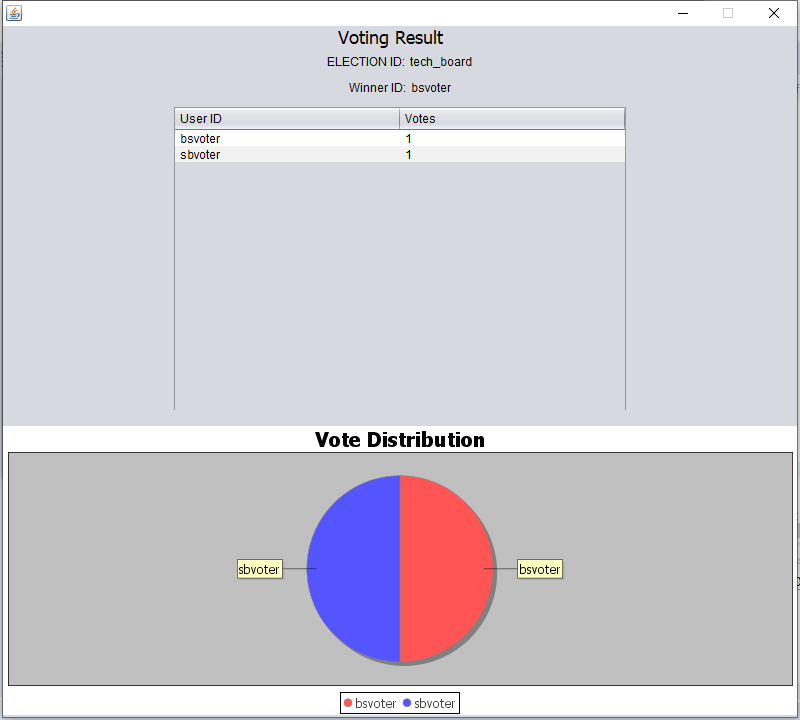 Voting Result
ELECTION ID: tech_board
Winner ID: bsvoter
User ID Votes
bsvoter 1
sbvoter 1
Vote Distribution
sbvoter bsvoter
bsvoter sbvoter